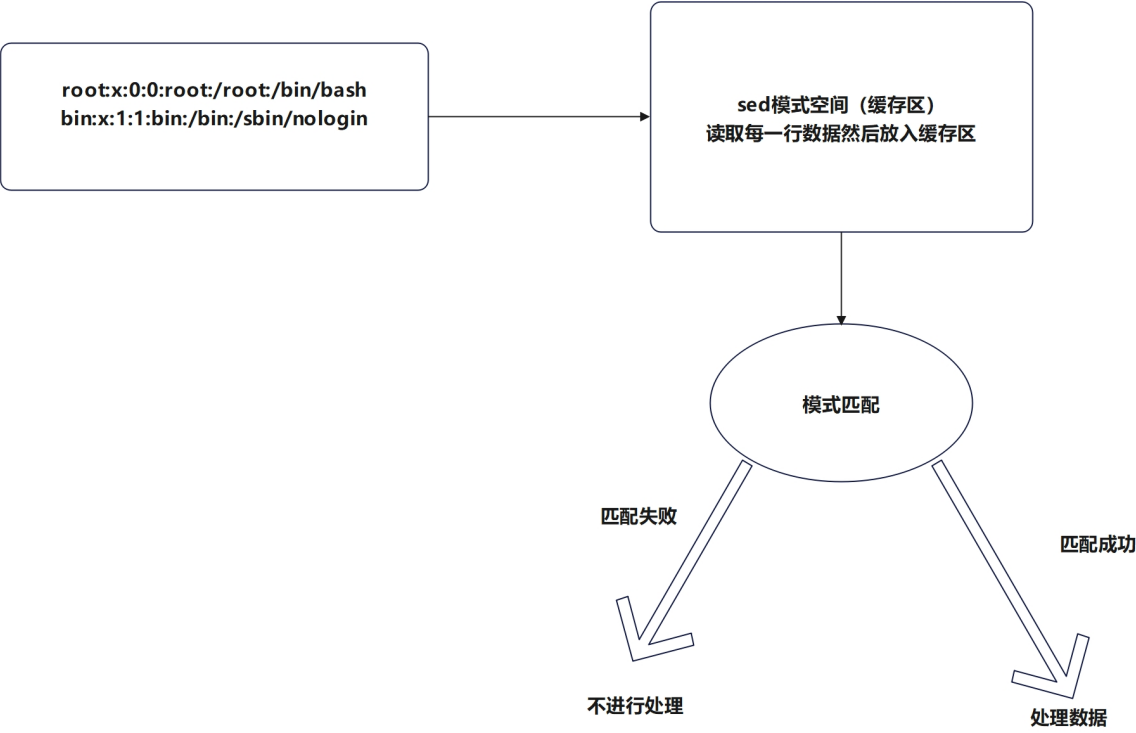 root:x:0:0:root:/root:/bin/bash
bin:x:1:1:bin:/bin:/sbin/nologin
sed模式空间（缓存区）
读取每一行数据然后放入缓存区
模式匹配
匹配失败
匹配成功
不进行处理
处理数据